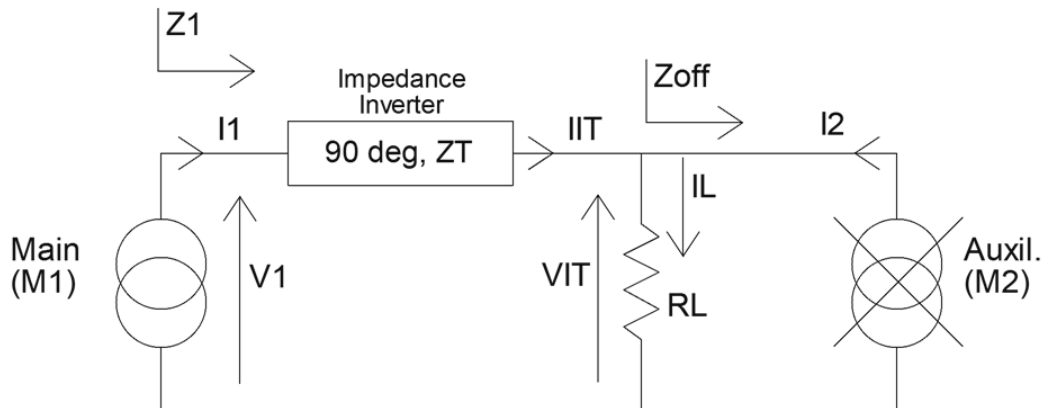 Z1
Impedance
Inverter
Zoff
I1
90 deg, ZT
IIT
I2
IL
Main
(M1)
V1
VIT
RL
Auxil.
(M2)